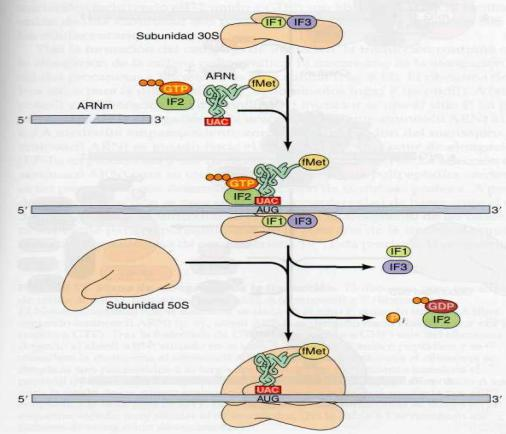 Subunidad 30S
IF1 IF3
ARNt
fMet
GTP
IF2
UAC
ARNm
5' 3'
fMet
GTP
IF2
UAC
5' AUG 3'
IF1 IF3
IF1
IF3
Subunidad 50S
GDP
i
IF2
fMet
UAC
5' AUG 3'